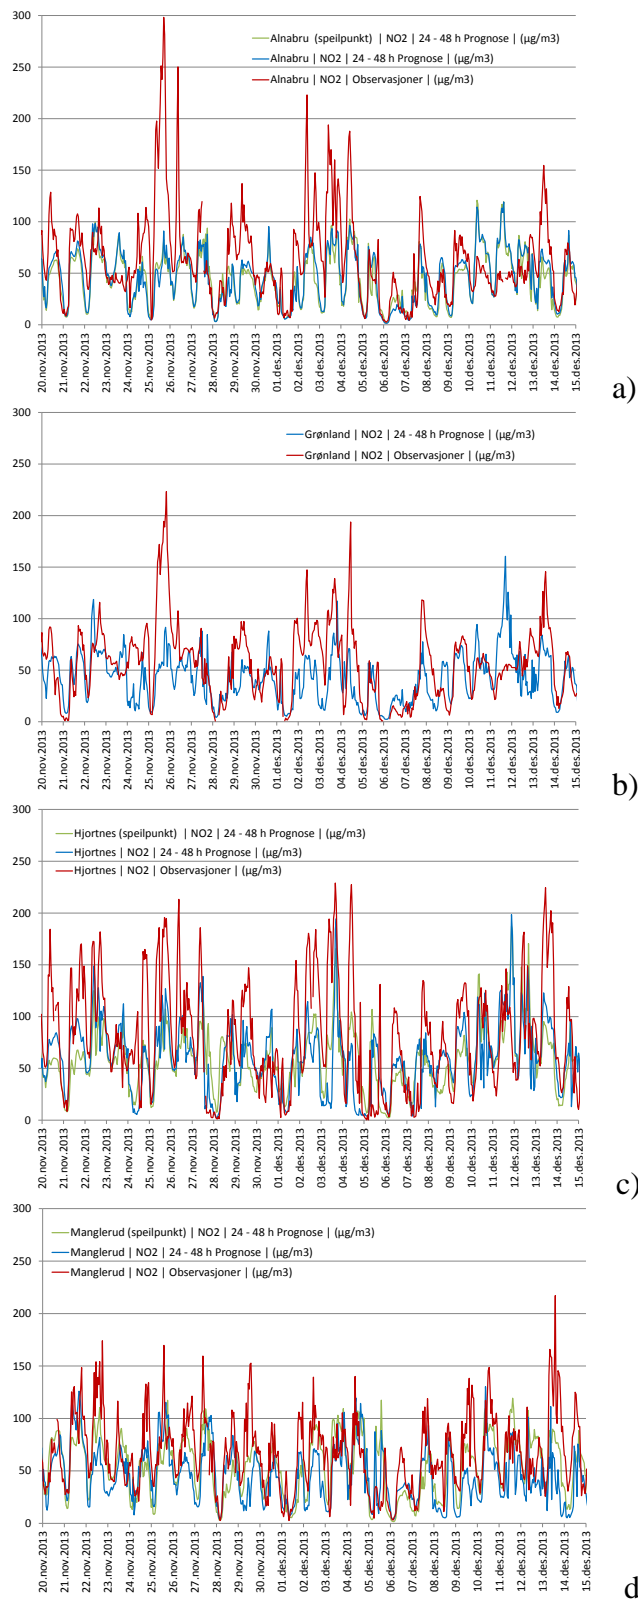 Alnabru (speilpunkt) | NO2 | 24 - 48 h Prognose | (µg/m3)
Alnabru | NO2 | 24 - 48 h Prognose | (µg/m3)
Alnabru | NO2 | Observasjoner | (µg/m3)
300
250
200
150
100
50
0
20.nov.2013
21.nov.2013
22.nov.2013
23.nov.2013
24.nov.2013
25.nov.2013
26.nov.2013
27.nov.2013
28.nov.2013
29.nov.2013
30.nov.2013
01.des.2013
02.des.2013
03.des.2013
04.des.2013
05.des.2013
06.des.2013
07.des.2013
08.des.2013
09.des.2013
10.des.2013
11.des.2013
12.des.2013
13.des.2013
14.des.2013
15.des.2013
a)
Grønland | NO2 | 24 - 48 h Prognose | (µg/m3)
Grønland | NO2 | Observasjoner | (µg/m3)
300
250
200
150
100
50
0
20.nov.2013
21.nov.2013
22.nov.2013
23.nov.2013
24.nov.2013
25.nov.2013
26.nov.2013
27.nov.2013
28.nov.2013
29.nov.2013
30.nov.2013
01.des.2013
02.des.2013
03.des.2013
04.des.2013
05.des.2013
06.des.2013
07.des.2013
08.des.2013
09.des.2013
10.des.2013
11.des.2013
12.des.2013
13.des.2013
14.des.2013
15.des.2013
b)
Hjortnes (speilpunkt) | NO2 | 24 - 48 h Prognose | (µg/m3)
Hjortnes | NO2 | 24 - 48 h Prognose | (µg/m3)
Hjortnes | NO2 | Observasjoner | (µg/m3)
300
250
200
150
100
50
0
20.nov.2013
21.nov.2013
22.nov.2013
23.nov.2013
24.nov.2013
25.nov.2013
26.nov.2013
27.nov.2013
28.nov.2013
29.nov.2013
30.nov.2013
01.des.2013
02.des.2013
03.des.2013
04.des.2013
05.des.2013
06.des.2013
07.des.2013
08.des.2013
09.des.2013
10.des.2013
11.des.2013
12.des.2013
13.des.2013
14.des.2013
15.des.2013
c)
Manglerud (speilpunkt) | NO2 | 24 - 48 h Prognose | (µg/m3)
Manglerud | NO2 | 24 - 48 h Prognose | (µg/m3)
Manglerud | NO2 | Observasjoner | (µg/m3)
300
250
200
150
100
50
0
20.nov.2013
21.nov.2013
22.nov.2013
23.nov.2013
24.nov.2013
25.nov.2013
26.nov.2013
27.nov.2013
28.nov.2013
29.nov.2013
30.nov.2013
01.des.2013
02.des.2013
03.des.2013
04.des.2013
05.des.2013
06.des.2013
07.des.2013
08.des.2013
09.des.2013
10.des.2013
11.des.2013
12.des.2013
13.des.2013
14.des.2013
15.des.2013
d